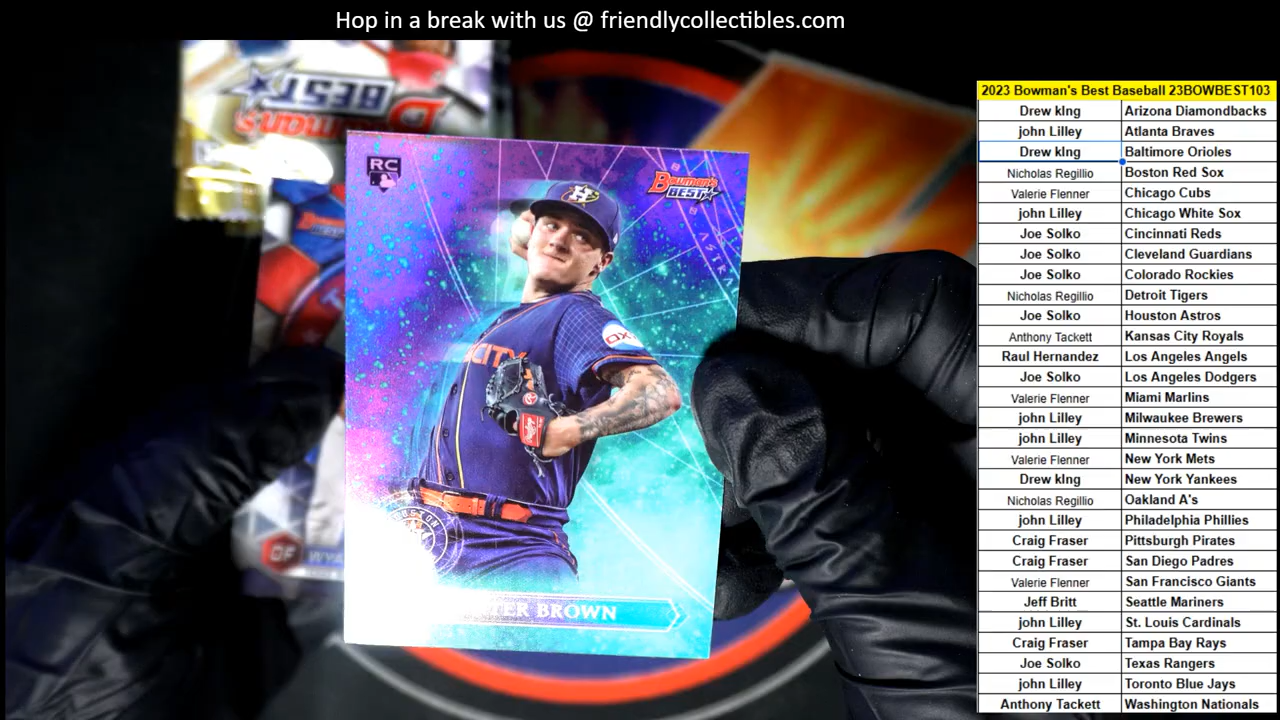 Hop in a break with us @ friendlycollectibles.com
2023 Bowman's Best Baseball 23BOWBEST103
Drew kIng Arizona Diamondbacks
john Lilley Atlanta Braves
Drew kIng Baltimore Orioles
Nicholas Regillio Boston Red Sox
Valerie Flenner Chicago Cubs
john Lilley Chicago White Sox
Joe Solko Cincinnati Reds
Joe Solko Cleveland Guardians
Joe Solko Colorado Rockies
Nicholas Regillio Detroit Tigers
Joe Solko Houston Astros
Anthony Tackett Kansas City Royals
Raul Hernandez Los Angeles Angels
Joe Solko Los Angeles Dodgers
Valerie Flenner Miami Marlins
john Lilley Milwaukee Brewers
john Lilley Minnesota Twins
Valerie Flenner New York Mets
Drew kIng New York Yankees
Nicholas Regillio Oakland A's
john Lilley Philadelphia Phillies
Craig Fraser Pittsburgh Pirates
Craig Fraser San Diego Padres
Valerie Flenner San Francisco Giants
Jeff Britt Seattle Mariners
john Lilley St. Louis Cardinals
Craig Fraser Tampa Bay Rays
Joe Solko Texas Rangers
john Lilley Toronto Blue Jays
Anthony Tackett Washington Nationals
Bowman's
BEST
RC
Bowman's
BEST
ASTRA
OXY
CITY
BROWN
OF